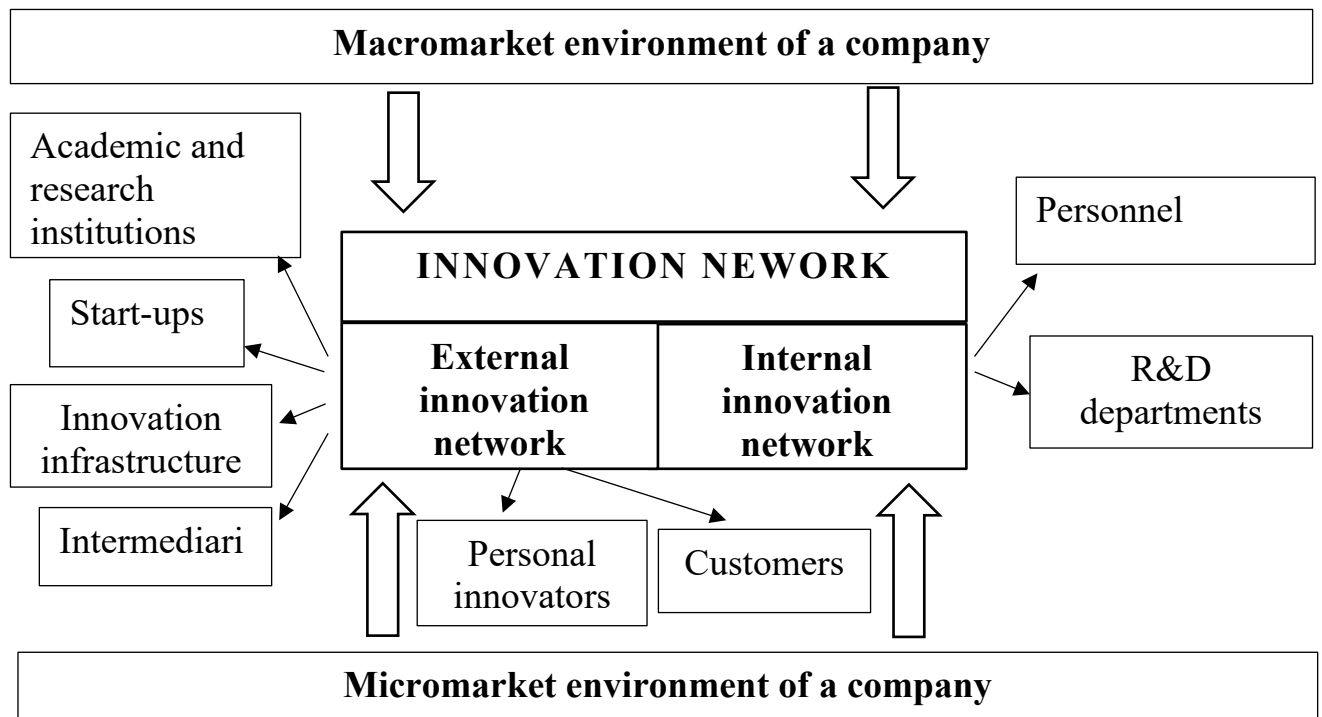 Macromarket environment of a company
Academic and
research
institutions
Personnel
INNOVATION NEWORK
Start-ups
External
innovation
network
Internal
innovation
network
R&D
departments
Innovation
infrastructure
Intermediari
Personal
innovators
Customers
Micromarket environment of a company